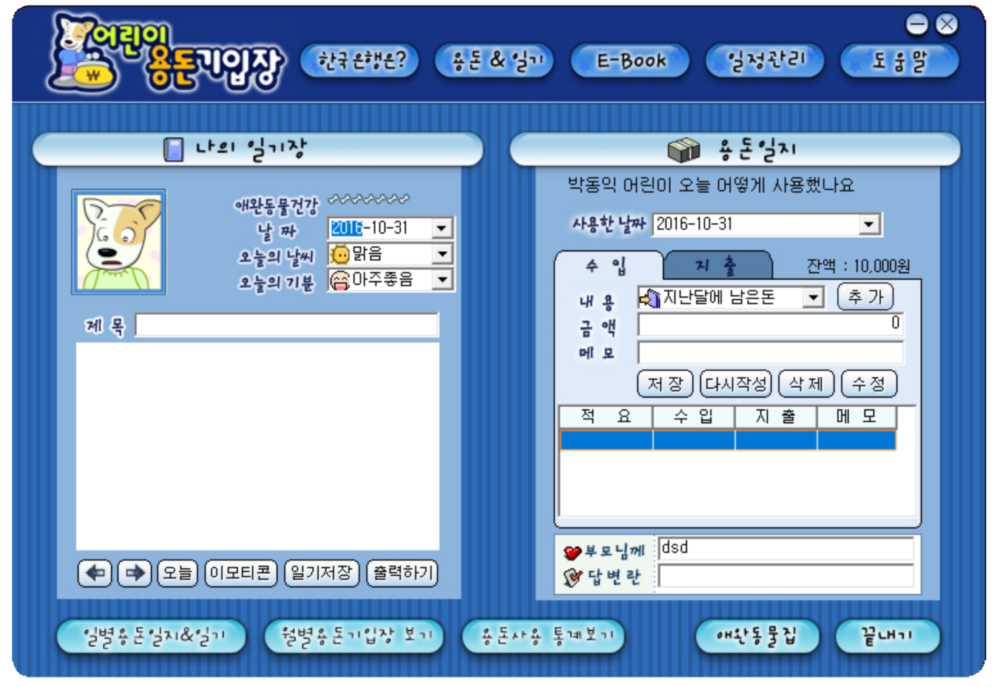 어린이
용돈기입장
₩
한국은행은?
용돈 & 일기
E-Book
일정관리
도움말
나의 일기장
애완동물건강
날 짜 2016-10-31
오늘의 날씨 맑음
오늘의 기분 아주좋음
제 목
오늘 이모티콘 일기저장 출력하기
용돈일지
박동익 어린이 오늘 어떻게 사용했나요
사용한 날짜 2016-10-31
수 입 지 출 잔액 : 10,000원
내 용 지난달에 남은돈 추 가
금 액 0
메 모
저 장 다시작성 삭 제 수 정
적 요 수 입 지 출 메 모
부모님께 dsd
답변란
일별용돈일지&일기
월별용돈기입장 보기
용돈사용 통계보기
애완동물집
끝내기